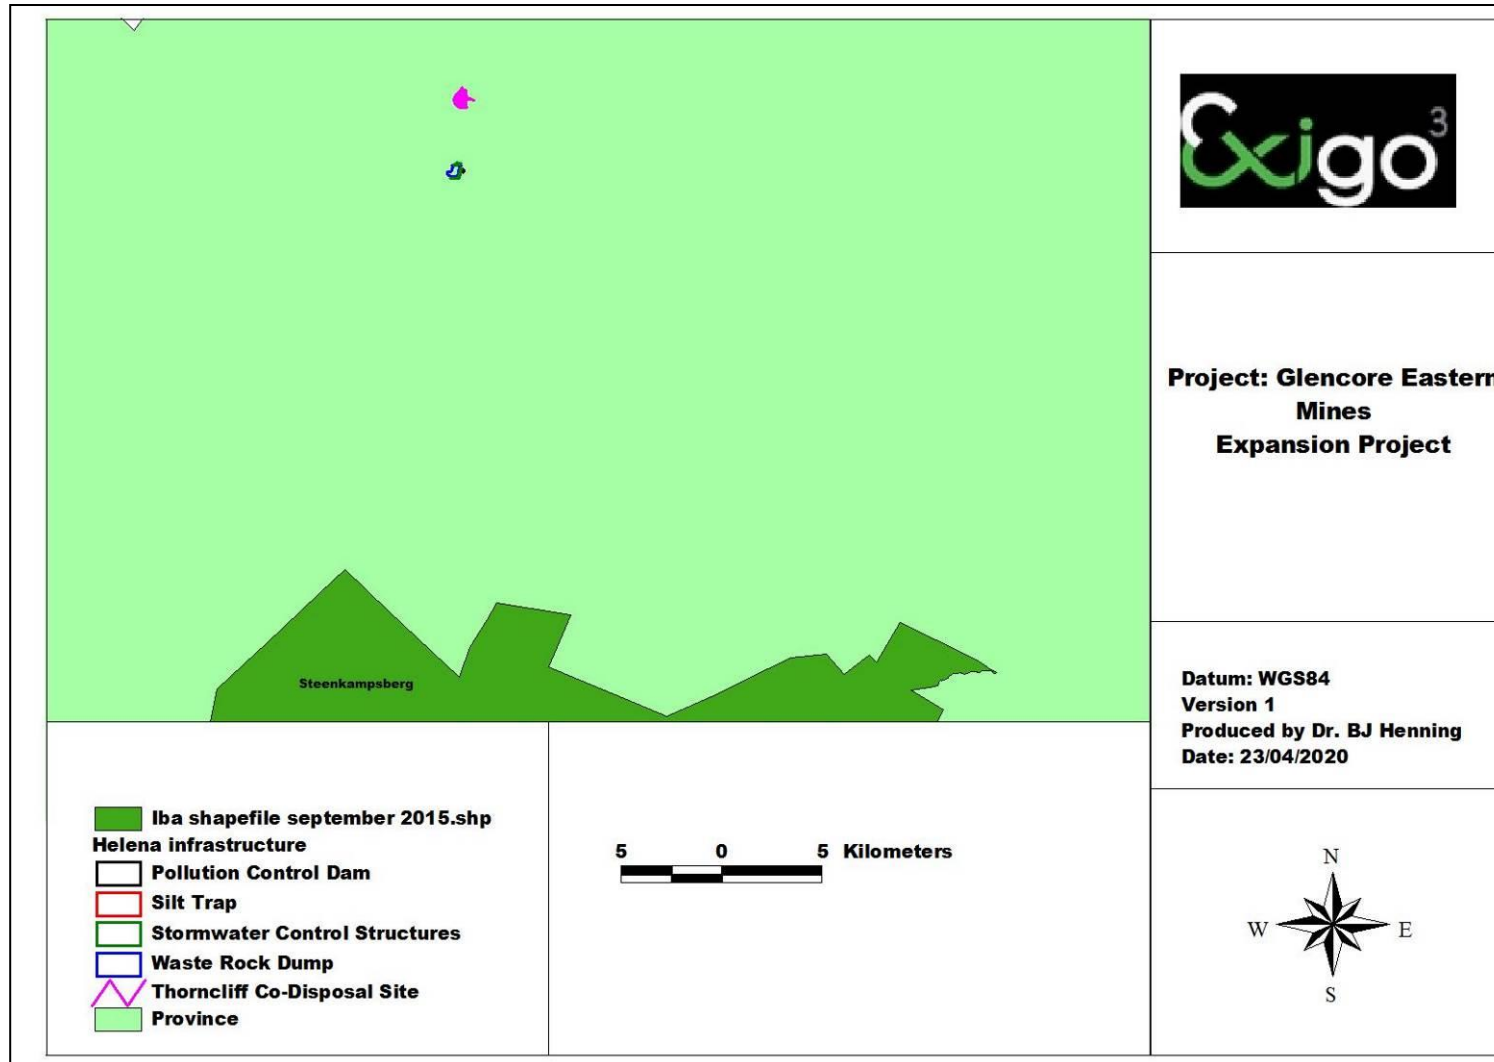 Exigo3
Project: Glencore Eastern
Mines
Expansion Project
Steenkampsberg
Datum: WGS84
Version 1
Produced by Dr. BJ Henning
Date: 23/04/2020
Iba shapefile september 2015.shp
Helena infrastructure
Pollution Control Dam
Silt Trap
Stormwater Control Structures
Waste Rock Dump
Thorncliff Co-Disposal Site
Province
5 0 5 Kilometers
N
W E
S